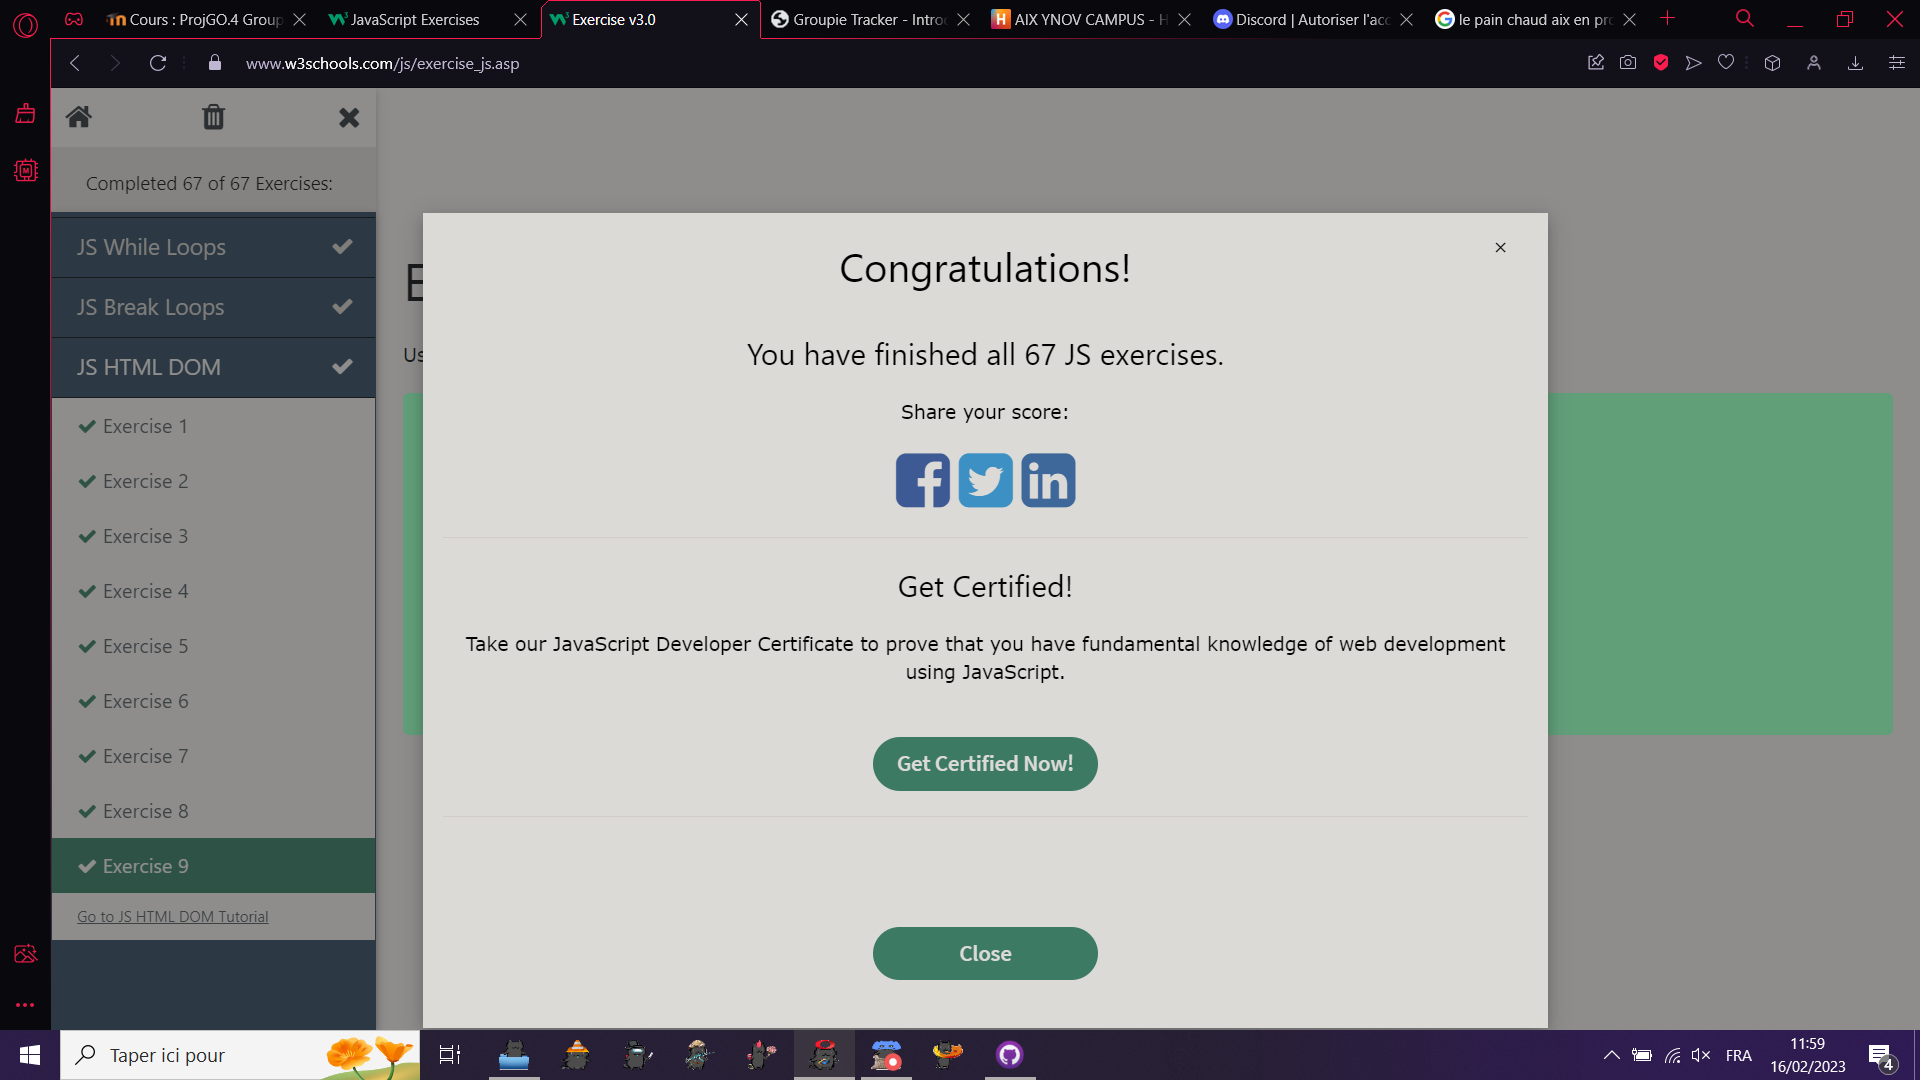 Cours : ProjGO.4 Group
JavaScript Exercises
Exercise v3.0
Groupie Tracker - Intro
AIX YNOV CAMPUS - H
Discord | Autoriser l'acc
le pain chaud aix en pro
www.w3schools.com/js/exercise_js.asp
Completed 67 of 67 Exercises:
JS While Loops
JS Break Loops
JS HTML DOM
Exercise 1
Exercise 2
Exercise 3
Exercise 4
Exercise 5
Exercise 6
Exercise 7
Exercise 8
Exercise 9
Go to JS HTML DOM Tutorial
E
Us
Congratulations!
You have finished all 67 JS exercises.
Share your score:
Get Certified!
Take our JavaScript Developer Certificate to prove that you have fundamental knowledge of web development
using JavaScript.
Get Certified Now!
Close
Taper ici pour
FRA
11:59
16/02/2023
4